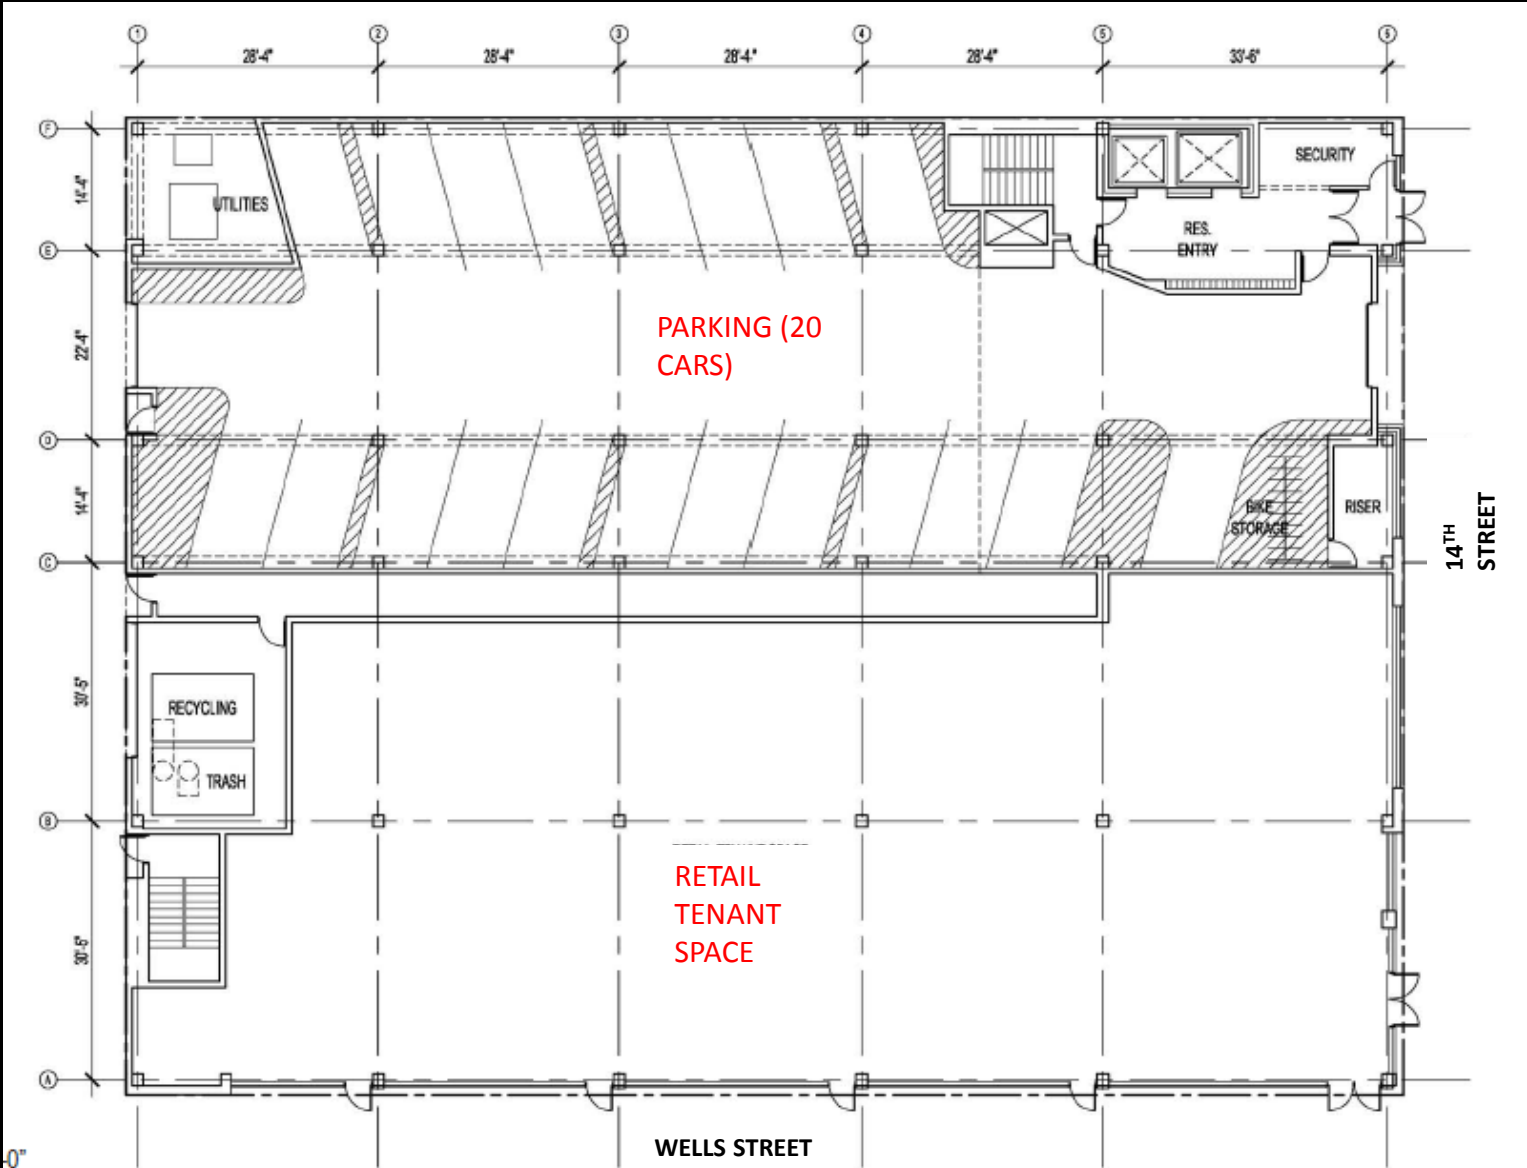 1 2 3 4 5 6
28'-4" 28'-4" 28'-4" 28'-4" 33'-6"
F
14'-4"
UTILITIES
SECURITY
E
RES.
ENTRY
22'-4"
PARKING (20
CARS)
D
14'-4"
BIKE
STORAGE
RISER
14TH
STREET
C
30'-5"
RECYCLING
TRASH
B
RETAIL
TENANT
SPACE
30'-5"
A
WELLS STREET
-0"